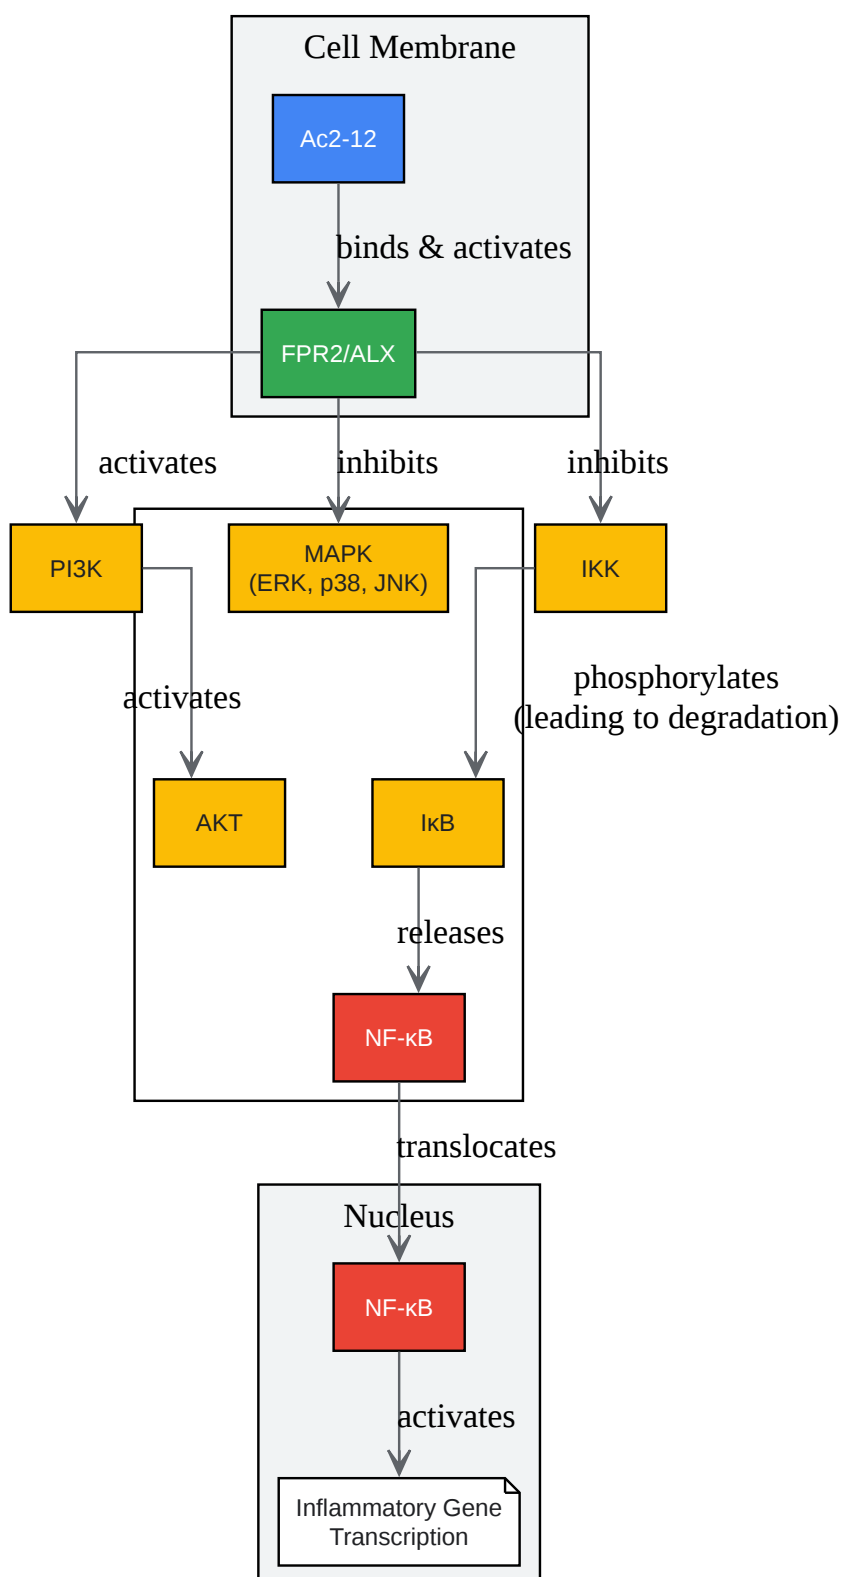 Cell Membrane
Ac2-12
binds & activates
FPR2/ALX
activates
inhibits
inhibits
PI3K
MAPK
(ERK, p38, JNK)
IKK
activates
phosphorylates
(leading to degradation)
AKT
IκB
releases
NF-κB
translocates
Nucleus
NF-κB
activates
Inflammatory Gene
Transcription